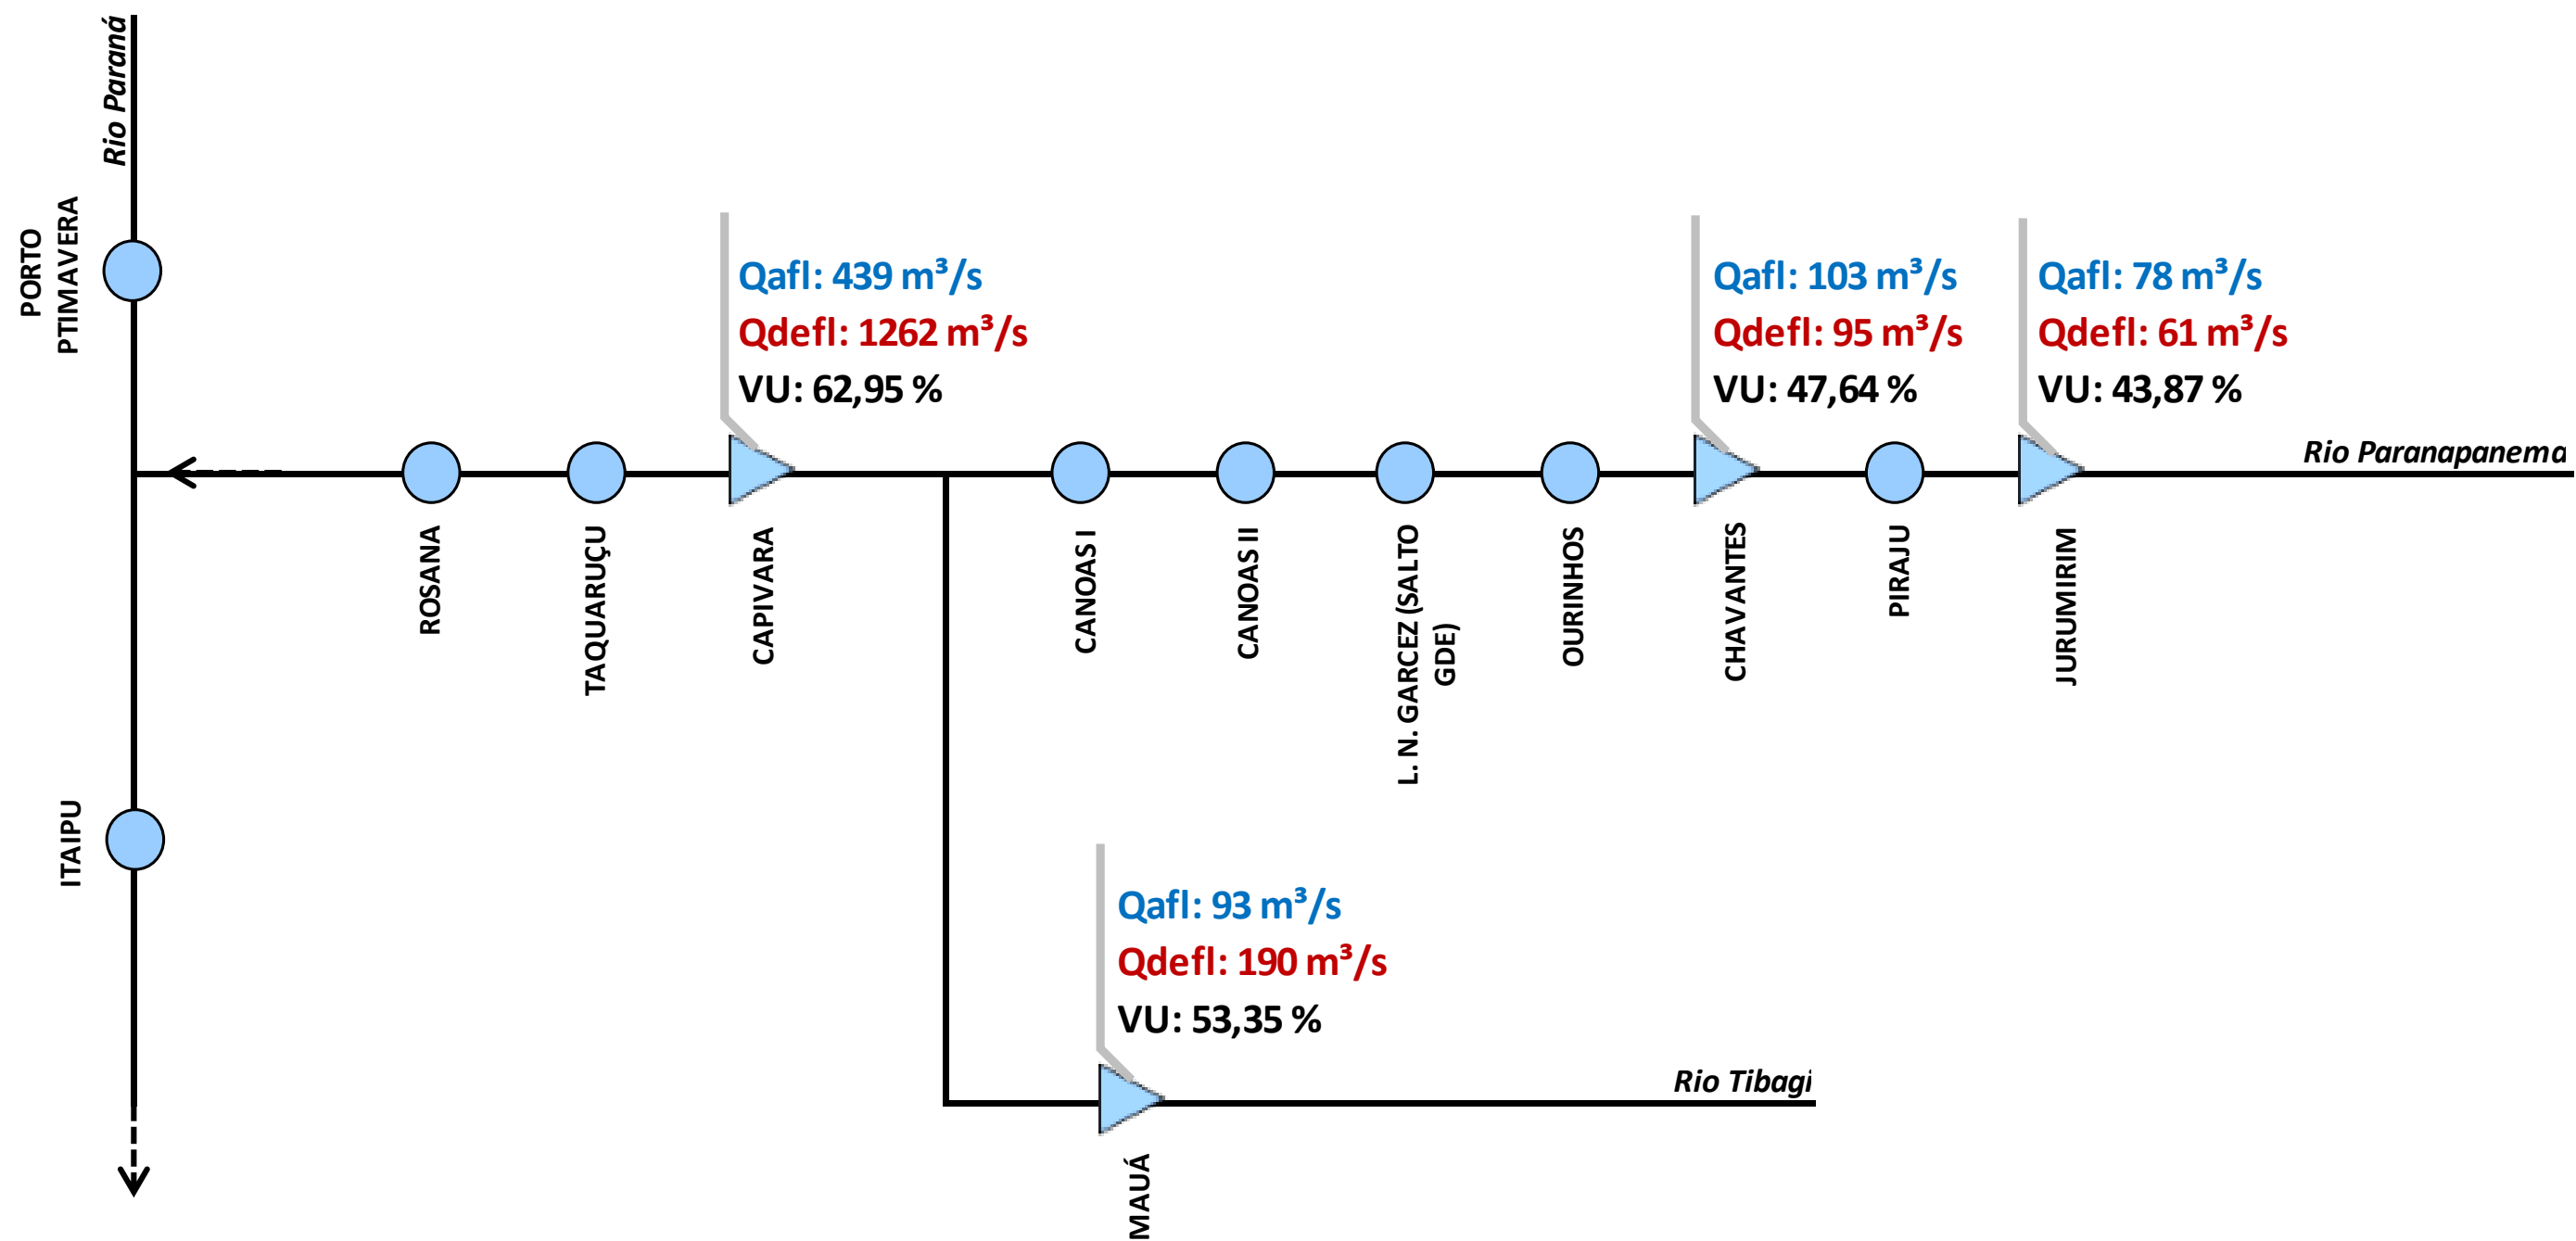 Rio Paraná
PORTO
PTIMAVERA
Qafl: 439 m³/s
Qdefl: 1262 m³/s
VU: 62,95 %
Qafl: 103 m³/s
Qdefl: 95 m³/s
VU: 47,64 %
Qafl: 78 m³/s
Qdefl: 61 m³/s
VU: 43,87 %
Rio Paranapanema
ROSANA
TAQUARUÇU
CAPIVARA
CANOAS I
CANOAS II
L. N. GARCEZ (SALTO
GDE)
OURINHOS
CHAVANTES
PIRAJU
JURUMIRIM
ITAIPU
Qafl: 93 m³/s
Qdefl: 190 m³/s
VU: 53,35 %
Rio Tibagi
MAUÁ